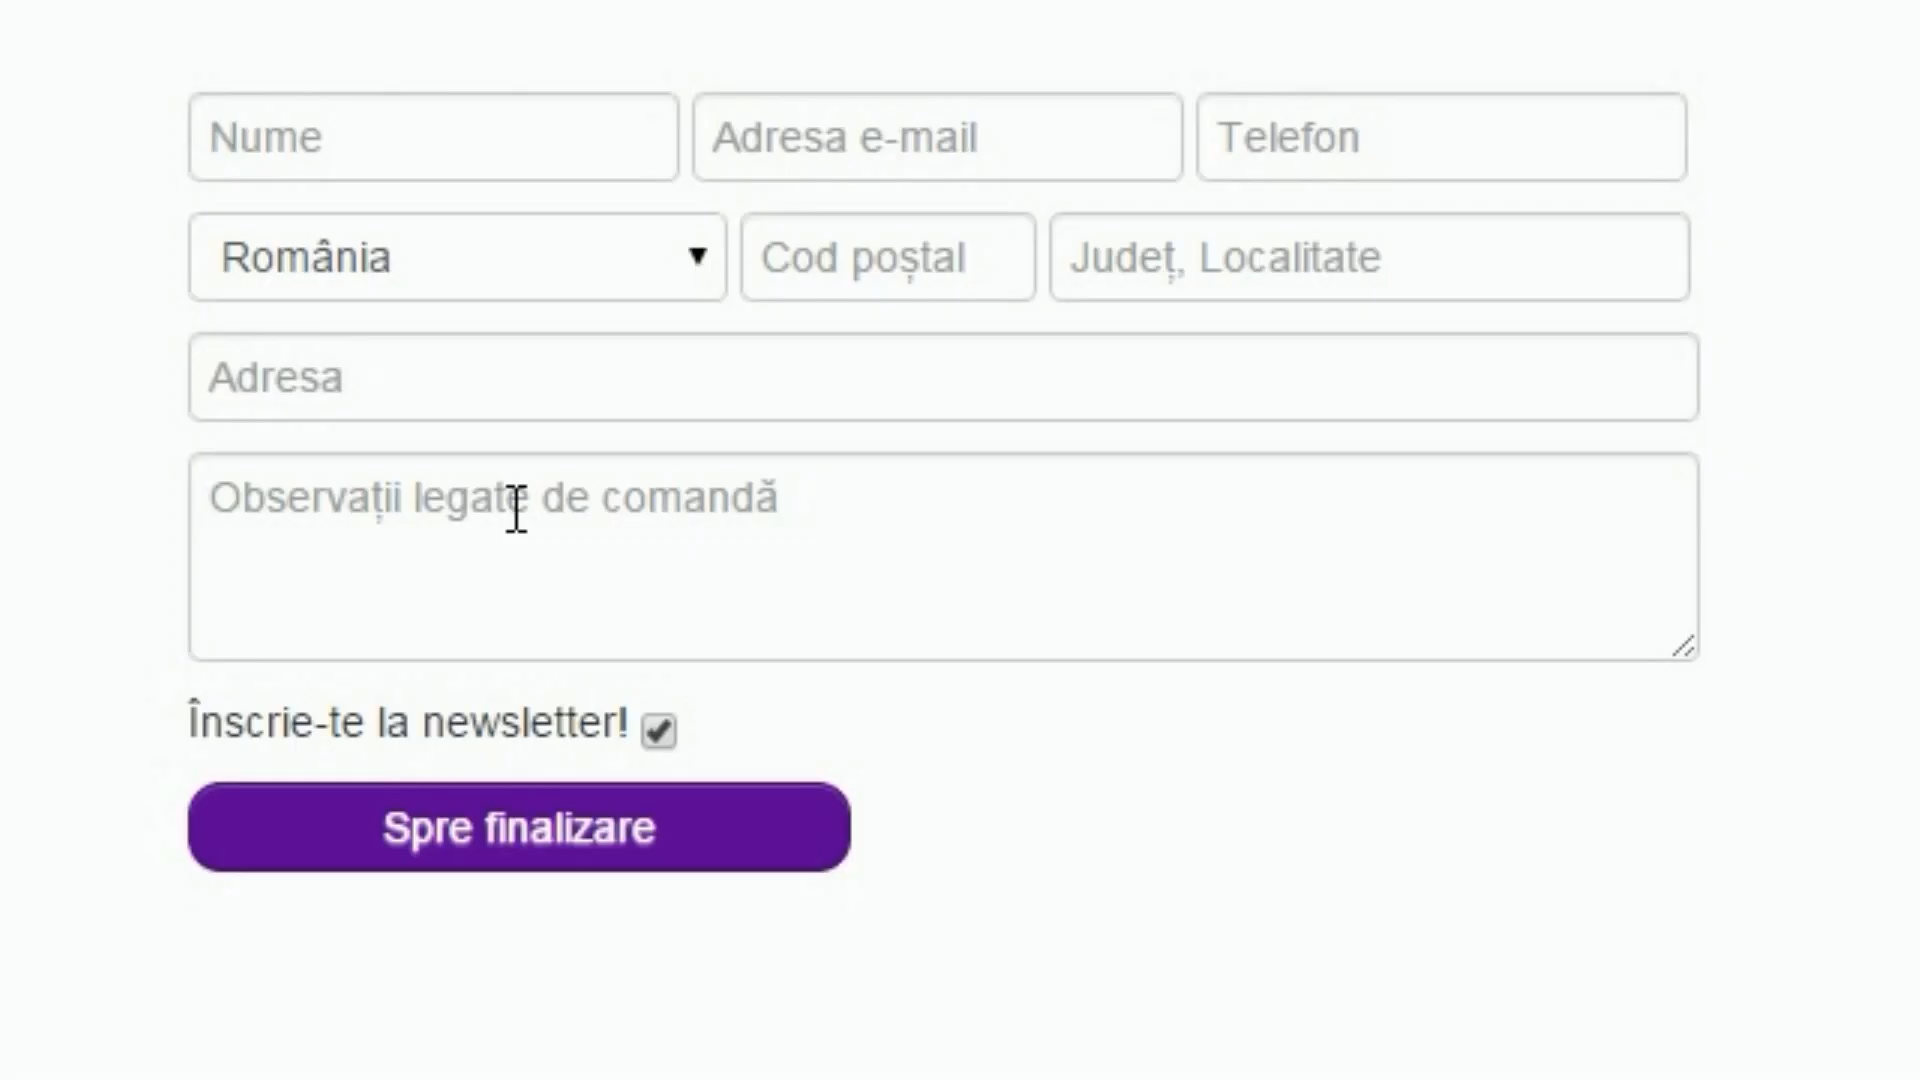 Nume Adresa e-mail Telefon
România Cod poștal Județ, Localitate
Adresa
Observații legate de comandă
Înscrie-te la newsletter!
Spre finalizare